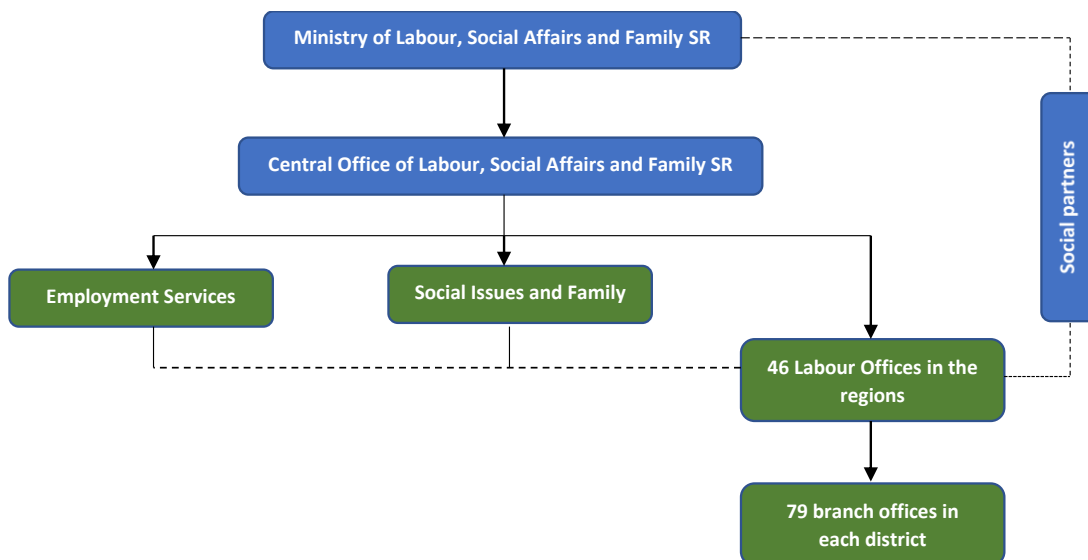 Ministry of Labour, Social Affairs and Family SR
Central Office of Labour, Social Affairs and Family SR
Social partners
Employment Services
Social Issues and Family
46 Labour Offices in the
regions
79 branch offices in
each district